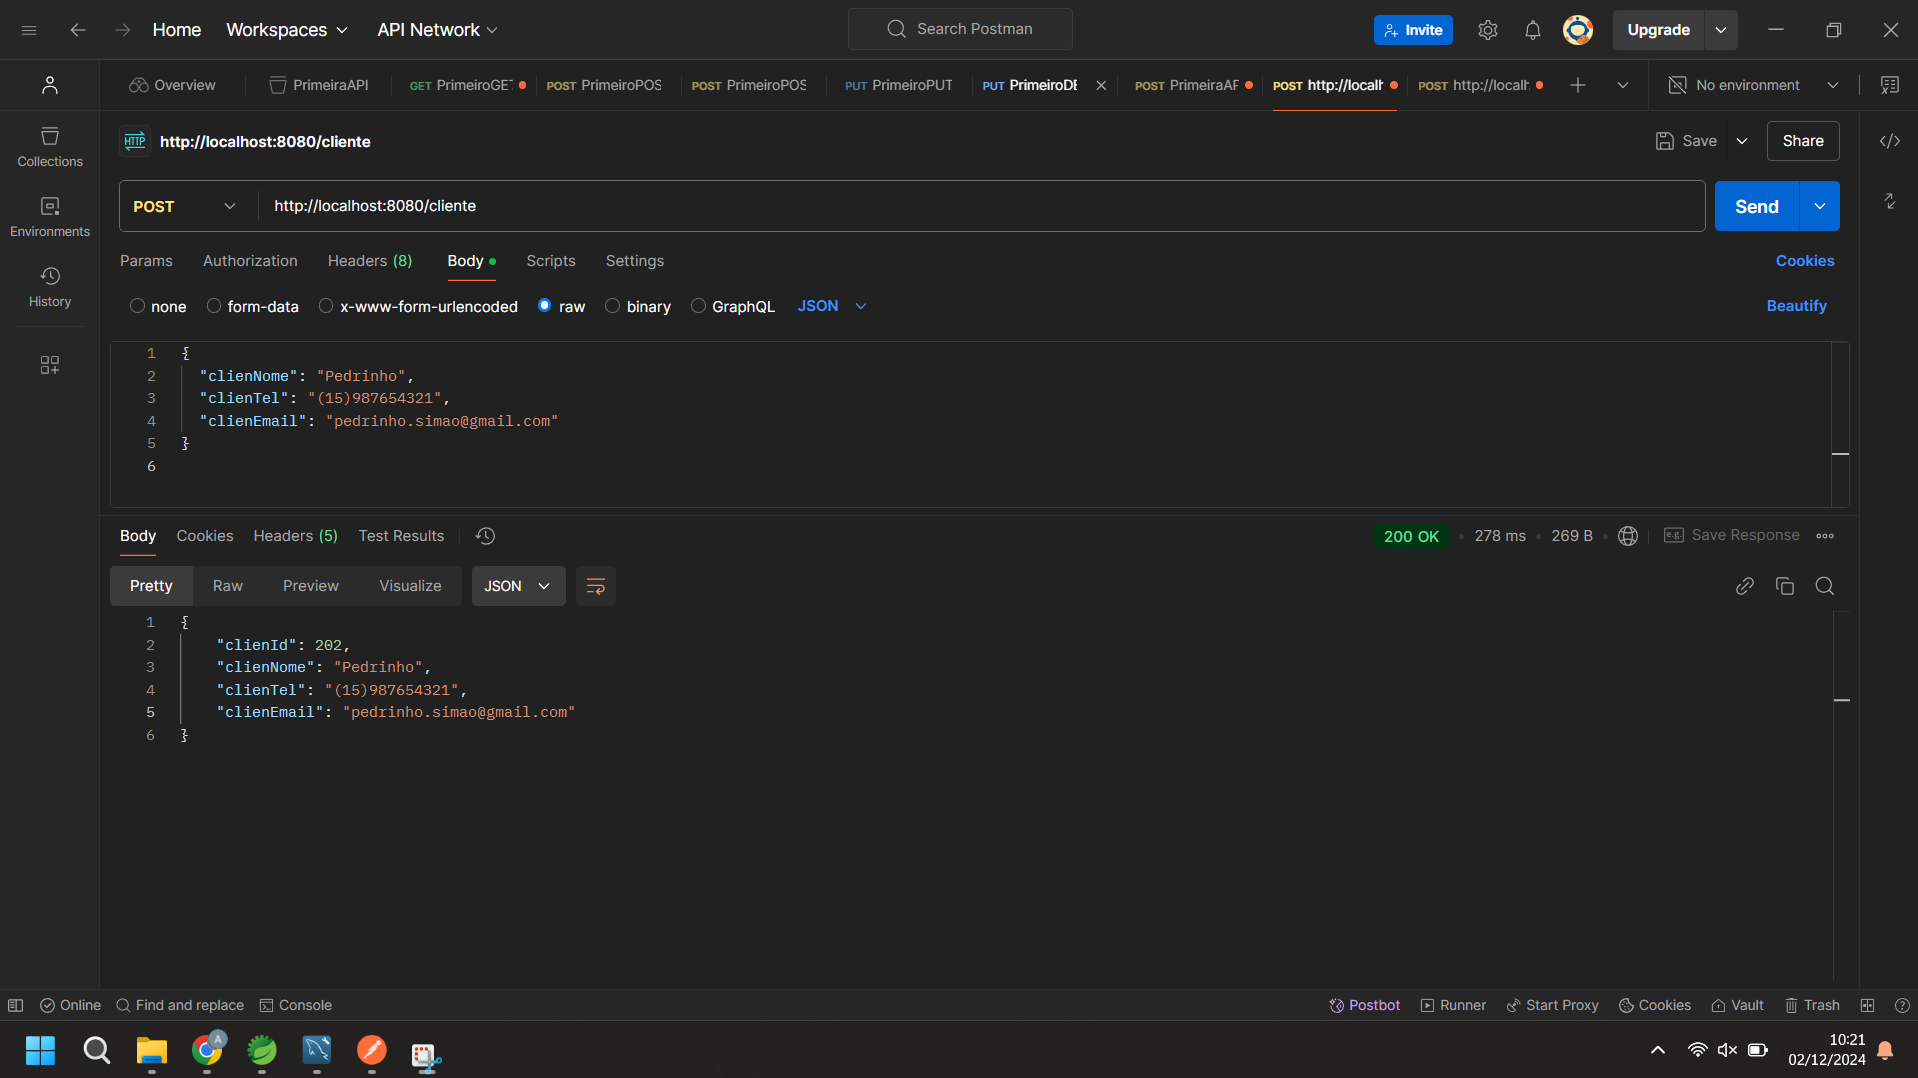 Home Workspaces API Network Search Postman Invite Upgrade
Overview PrimeiraAPI GET PrimeiroGE POST PrimeiroPOS POST PrimeiroPOS PUT PrimeiroPUT PUT PrimeiroDE POST PrimeiraAP POST http://localh POST http://localh No environment
HTTP http://localhost:8080/cliente Save Share
Collections
Environments
History
POST http://localhost:8080/cliente Send
Params Authorization Headers (8) Body Scripts Settings Cookies
none form-data x-www-form-urlencoded raw binary GraphQL JSON Beautify
1 {
2 "clienNome": "Pedrinho",
3 "clienTel": "(15)987654321",
4 "clienEmail": "pedrinho.simao@gmail.com"
5 }
6
Body Cookies Headers (5) Test Results 200 OK • 278 ms • 269 B • e.g. Save Response
Pretty Raw Preview Visualize JSON
1 {
2 "clienId": 202,
3 "clienNome": "Pedrinho",
4 "clienTel": "(15)987654321",
5 "clienEmail": "pedrinho.simao@gmail.com"
6 }
Online Find and replace Console Postbot Runner Start Proxy Cookies Vault Trash
A
10:21
02/12/2024